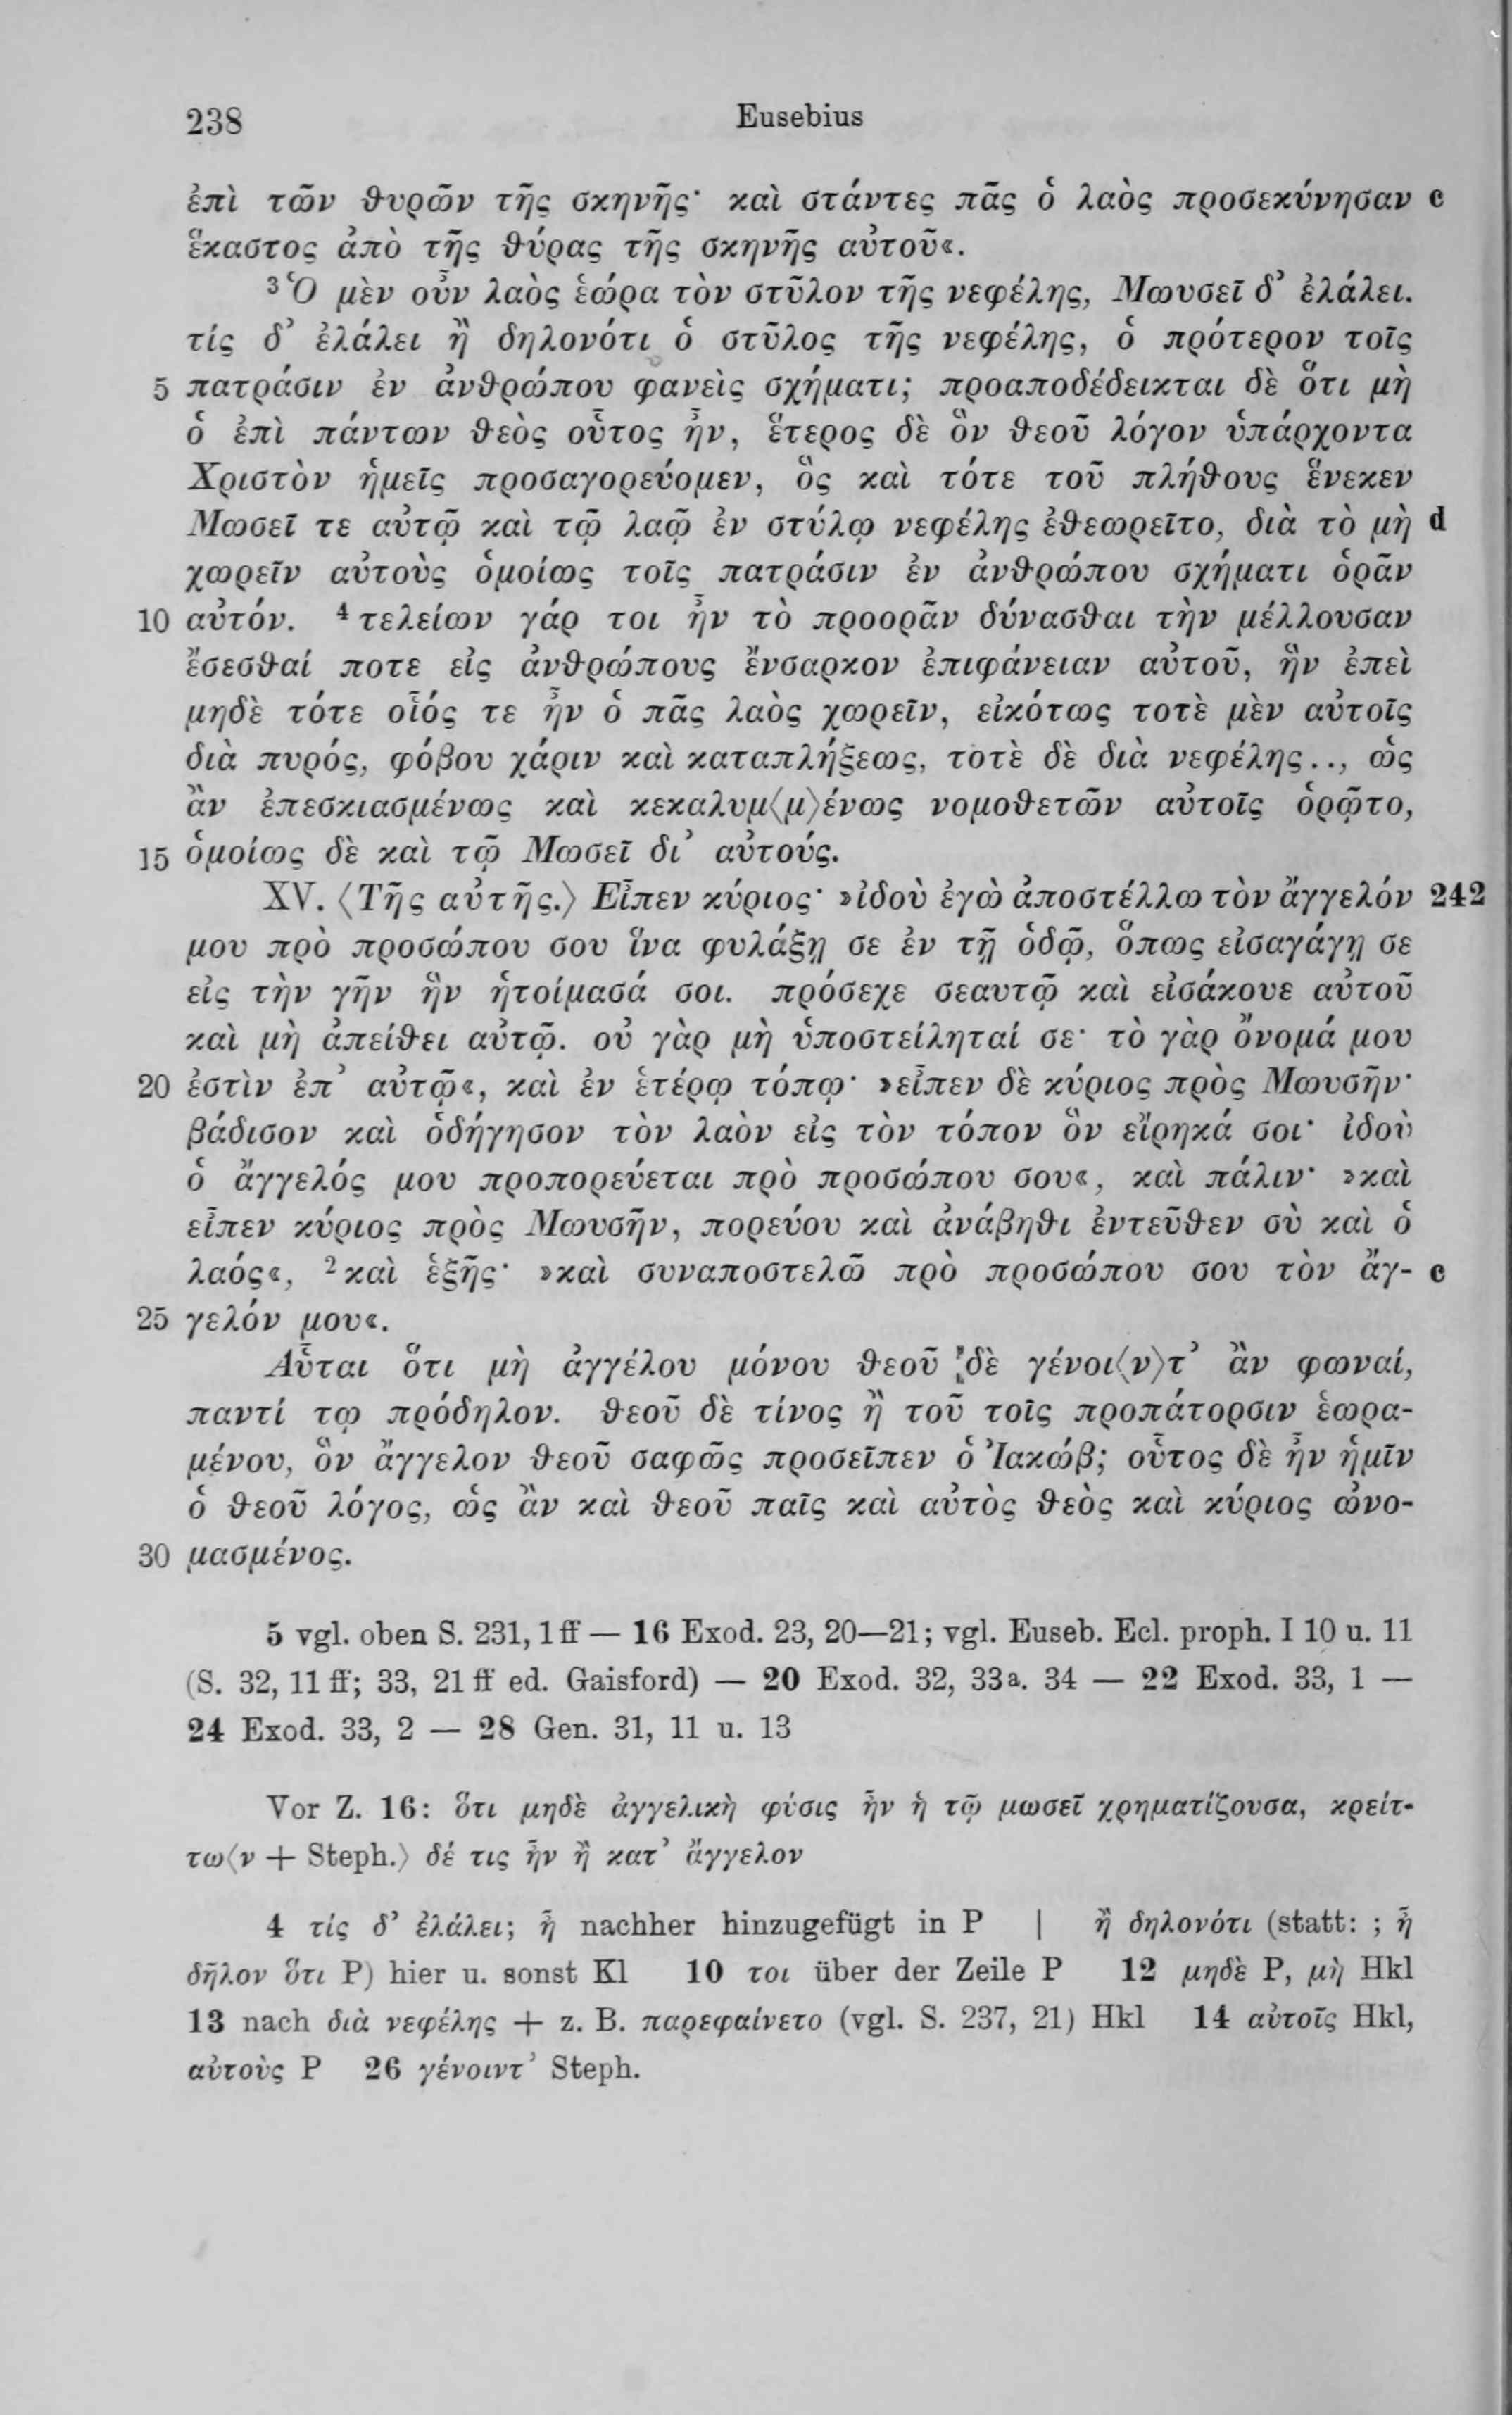 238 Eusebius
ἐπὶ τῶν θυρῶν τῆς σκηνῆς· καὶ στάντες πᾶς ὁ λαὸς προσεκύνησαν c
ἕκαστος ἀπὸ τῆς θύρας τῆς σκηνῆς αὐτοῦ«.
³ Ὁ μὲν οὖν λαὸς ἑώρα τὸν στῦλον τῆς νεφέλης, Μωυσεῖ δ’ ἐλάλει.
τίς δ’ ἐλάλει ἢ δηλονότι ὁ στῦλος τῆς νεφέλης, ὁ πρότερον τοῖς
5 πατράσιν ἐν ἀνθρώπου φανεὶς σχήματι; προαποδέδεικται δὲ ὅτι μὴ
ὁ ἐπὶ πάντων θεὸς οὗτος ἦν, ἕτερος δὲ ὃν θεοῦ λόγον ὑπάρχοντα
Χριστὸν ἡμεῖς προσαγορεύομεν, ὃς καὶ τότε τοῦ πλήθους ἕνεκεν
Μωσεῖ τε αὐτῷ καὶ τῷ λαῷ ἐν στύλῳ νεφέλης ἐθεωρεῖτο, διὰ τὸ μὴ d
χωρεῖν αὐτοὺς ὁμοίως τοῖς πατράσιν ἐν ἀνθρώπου σχήματι ὁρᾶν
10 αὐτόν. ⁴ τελείων γάρ τοι ἦν τὸ προορᾶν δύνασθαι τὴν μέλλουσαν
ἔσεσθαί ποτε εἰς ἀνθρώπους ἔνσαρκον ἐπιφάνειαν αὐτοῦ, ἣν ἐπεὶ
μηδὲ τότε οἷός τε ἦν ὁ πᾶς λαὸς χωρεῖν, εἰκότως τοτὲ μὲν αὐτοῖς
διὰ πυρός, φόβου χάριν καὶ καταπλήξεως, τοτὲ δὲ διὰ νεφέλης.., ὡς
ἂν ἐπεσκιασμένως καὶ κεκαλυμ⟨μ⟩ένως νομοθετῶν αὐτοῖς ὁρῷτο,
15 ὁμοίως δὲ καὶ τῷ Μωσεῖ δι’ αὐτούς.
XV. ⟨Τῆς αὐτῆς.⟩ Εἶπεν κύριος· »ἰδοὺ ἐγὼ ἀποστέλλω τὸν ἄγγελόν 242
μου πρὸ προσώπου σου ἵνα φυλάξῃ σε ἐν τῇ ὁδῷ, ὅπως εἰσαγάγῃ σε
εἰς τὴν γῆν ἣν ἡτοίμασά σοι. πρόσεχε σεαυτῷ καὶ εἰσάκουε αὐτοῦ
καὶ μὴ ἀπείθει αὐτῷ. οὐ γὰρ μὴ ὑποστείληταί σε· τὸ γὰρ ὄνομά μου
20 ἐστὶν ἐπ’ αὐτῷ«, καὶ ἐν ἑτέρῳ τόπῳ· »εἶπεν δὲ κύριος πρὸς Μωυσῆν·
βάδισον καὶ ὁδήγησον τὸν λαὸν εἰς τὸν τόπον ὃν εἴρηκά σοι· ἰδοὺ
ὁ ἄγγελός μου προπορεύεται πρὸ προσώπου σου«, καὶ πάλιν· »καὶ
εἶπεν κύριος πρὸς Μωυσῆν, πορεύου καὶ ἀνάβηθι ἐντεῦθεν σὺ καὶ ὁ
λαός«, ² καὶ ἑξῆς· »καὶ συναποστελῶ πρὸ προσώπου σου τὸν ἄγ- c
25 γελόν μου«.
Αὗται ὅτι μὴ ἀγγέλου μόνου θεοῦ δὲ γένοι⟨ν⟩τ’ ἂν φωναί,
παντί τῳ πρόδηλον. θεοῦ δὲ τίνος ἢ τοῦ τοῖς προπάτορσιν ἑωρα-
μένου, ὃν ἄγγελον θεοῦ σαφῶς προσεῖπεν ὁ Ἰακώβ; οὗτος δὲ ἦν ἡμῖν
ὁ θεοῦ λόγος, ὡς ἂν καὶ θεοῦ παῖς καὶ αὐτὸς θεὸς καὶ κύριος ὠνο-
30 μασμένος.
5 vgl. oben S. 231, 1 ff — 16 Exod. 23, 20—21; vgl. Euseb. Ecl. proph. I 10 u. 11
(S. 32, 11 ff; 33, 21 ff ed. Gaisford) — 20 Exod. 32, 33a. 34 — 22 Exod. 33, 1 —
24 Exod. 33, 2 — 28 Gen. 31, 11 u. 13
Vor Z. 16: ὅτι μηδὲ ἀγγελικὴ φύσις ἦν ἡ τῷ μωσεῖ χρηματίζουσα, κρείτ-
τω⟨ν + Steph.⟩ δέ τις ἦν ἢ κατ’ ἄγγελον
4 τίς δ’ ἐλάλει; ἢ nachher hinzugefügt in P | ἢ δηλονότι (statt: ; ἦ
δῆλον ὅτι P) hier u. sonst Kl 10 τοι über der Zeile P 12 μηδὲ P, μὴ Hkl
13 nach διὰ νεφέλης + z. B. παρεφαίνετο (vgl. S. 237, 21) Hkl 14 αὐτοῖς Hkl,
αὐτοὺς P 26 γένοιντ’ Steph.